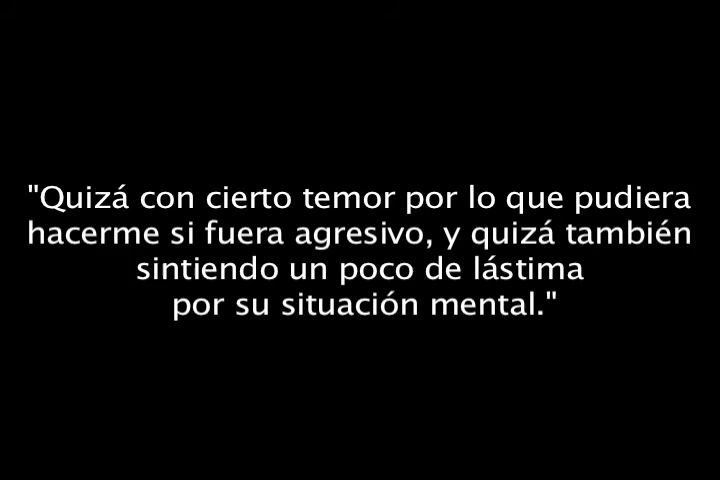 "Quizá con cierto temor por lo que pudiera
hacerme si fuera agresivo, y quizá también
sintiendo un poco de lástima
por su situación mental."